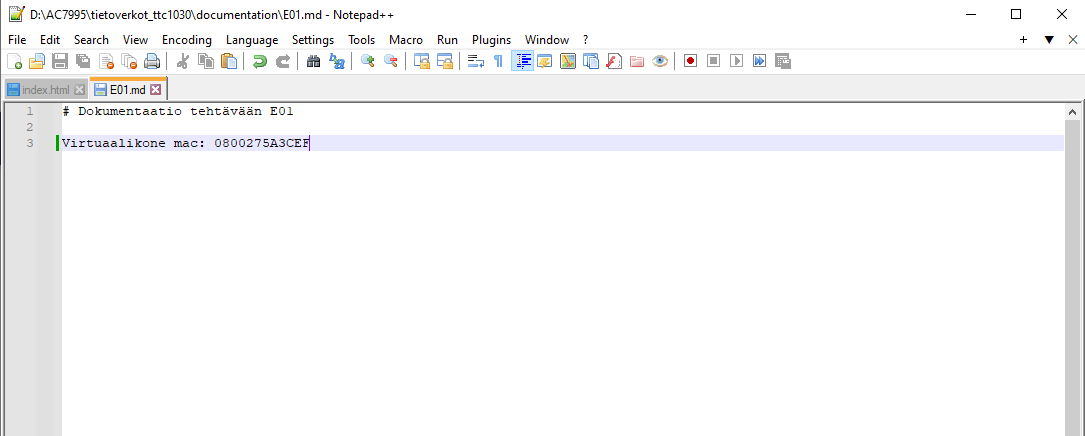 D:\AC7995\tietoverkot_ttc1030\documentation\E01.md - Notepad++
File Edit Search View Encoding Language Settings Tools Macro Run Plugins Window ?
+ ▼ X
index.html E01.md
1 # Dokumentaatio tehtävään E01
2
3 Virtuaalikone mac: 0800275A3CEF